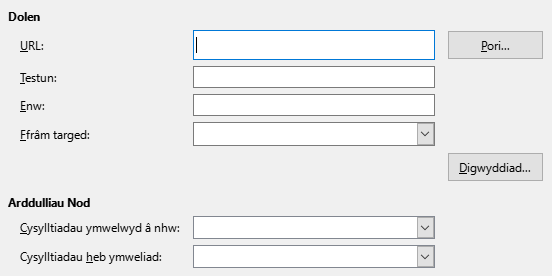 Dolen
URL:
Pori...
Testun:
Enw:
Ffrâm targed:
Digwyddiad...
Arddulliau Nod
Cysylltiadau ymwelwyd â nhw:
Cysylltiadau heb ymweliad: